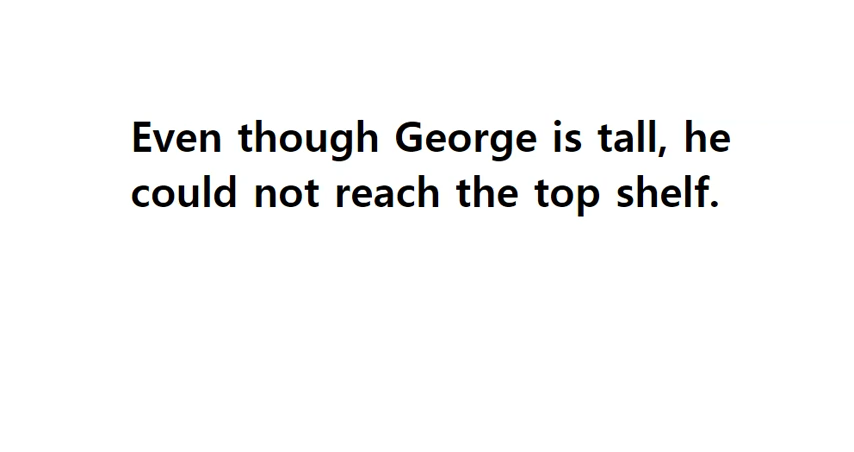 Even though George is tall, he
could not reach the top shelf.